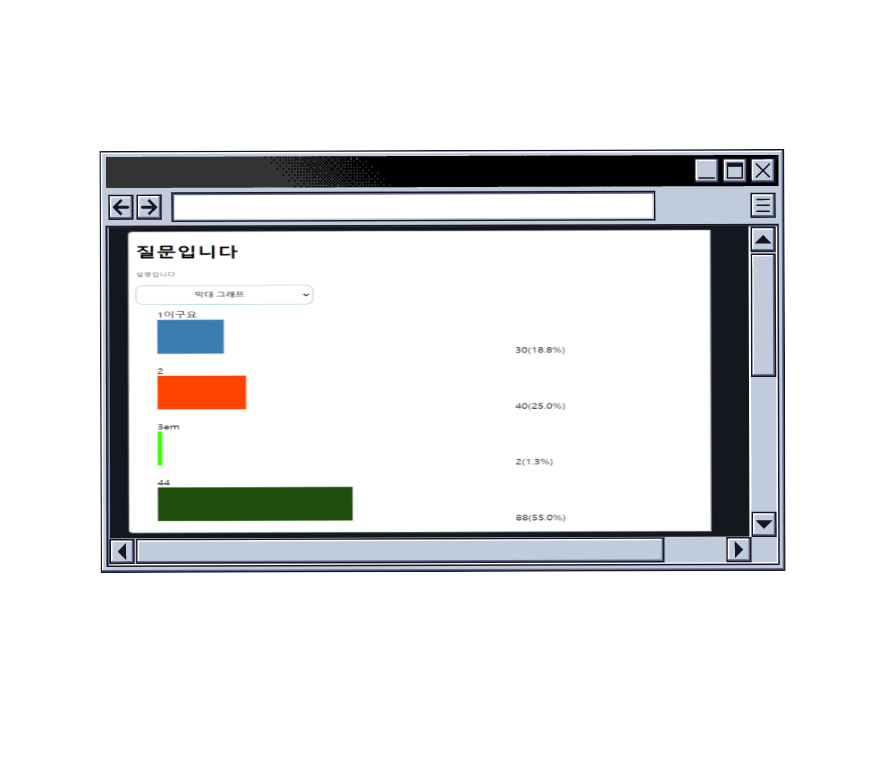 질문입니다
설명입니다
막대 그래프
1이구요
30(18.8%)
2
40(25.0%)
3em
2(1.3%)
44
88(55.0%)